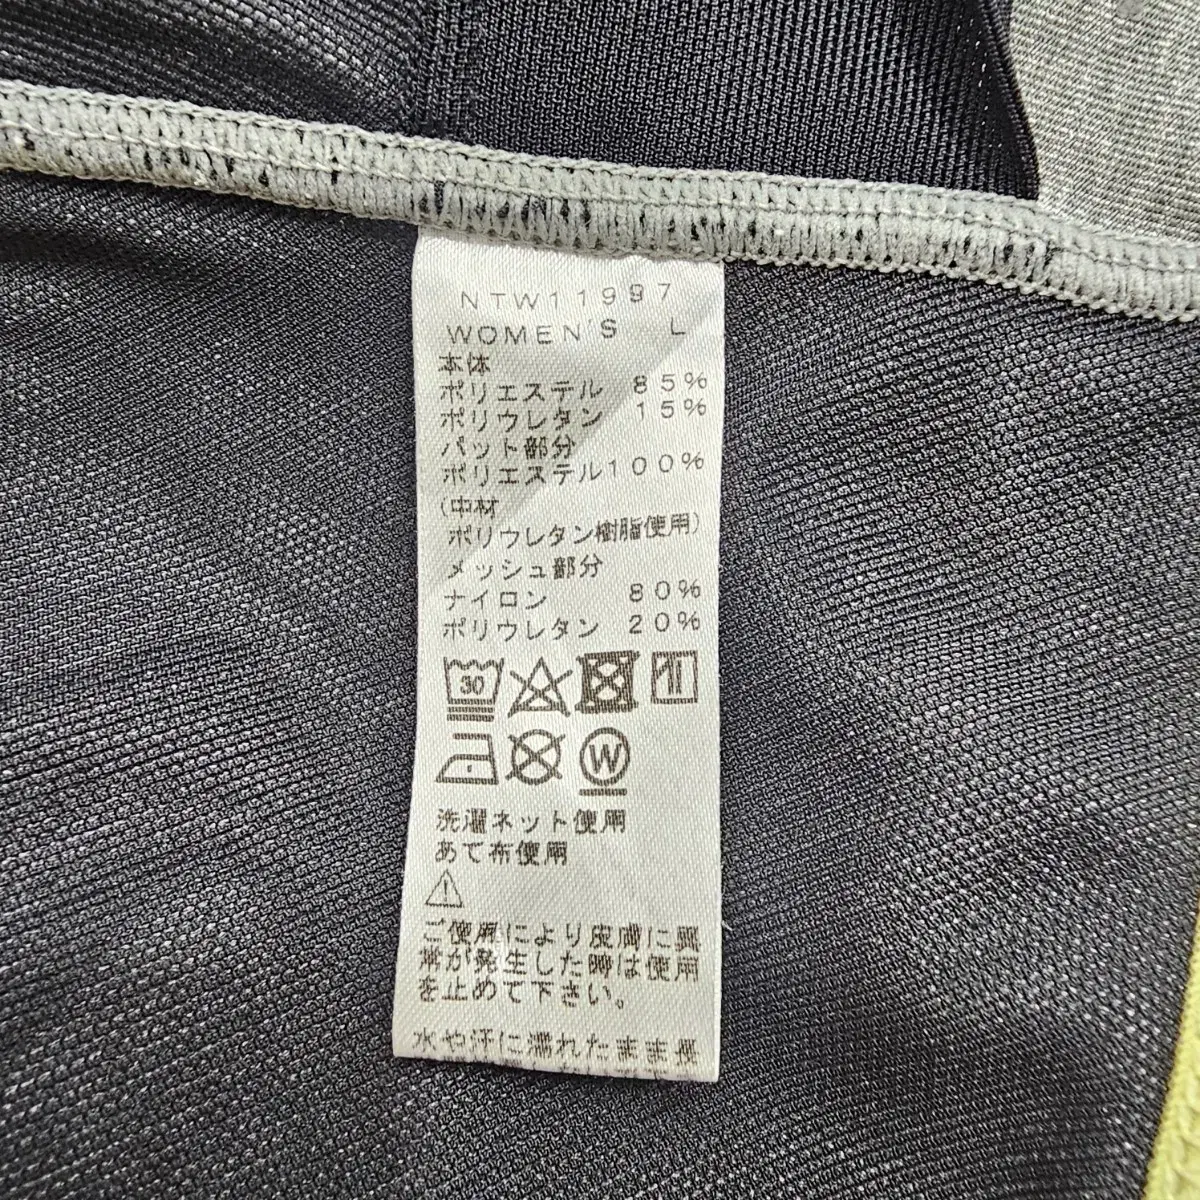 NTW11997
WOMEN'S L
本体
ポリエステル 85%
ポリウレタン 15%
パット部分
ポリエステル100%
(中材
ポリウレタン樹脂使用)
メッシュ部分
ナイロン 80%
ポリウレタン 20%
30
W
洗濯ネット使用
あて布使用
ご使用により皮膚に異
常が発生した時は使用
を止めて下さい。
水や汗に濡れたまま長